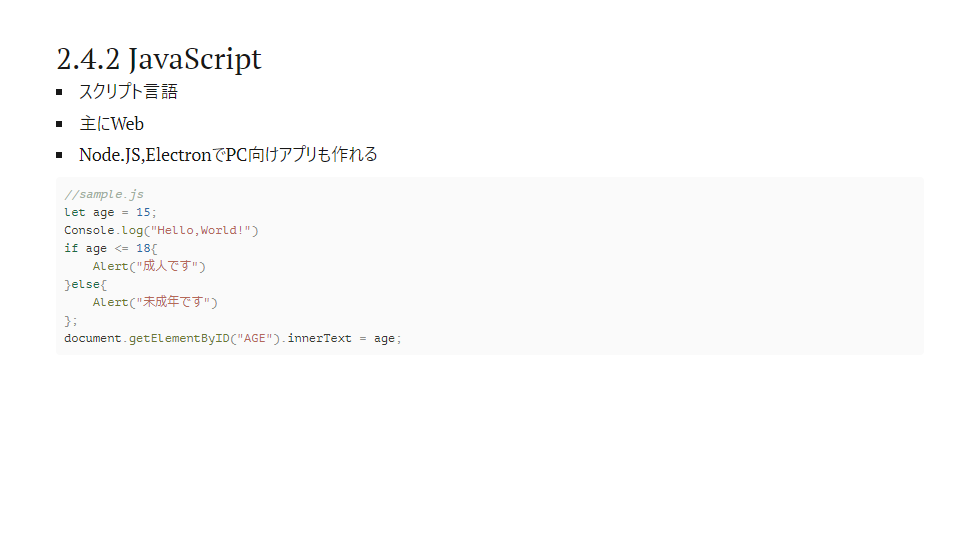 2.4.2 JavaScript
スクリプト言語
主にWeb
Node.JS,ElectronでPC向けアプリも作れる
//sample.js
let age = 15;
Console.log("Hello,World!")
if age <= 18{
    Alert("成人です")
}else{
    Alert("未成年です")
};
document.getElementByID("AGE").innerText = age;